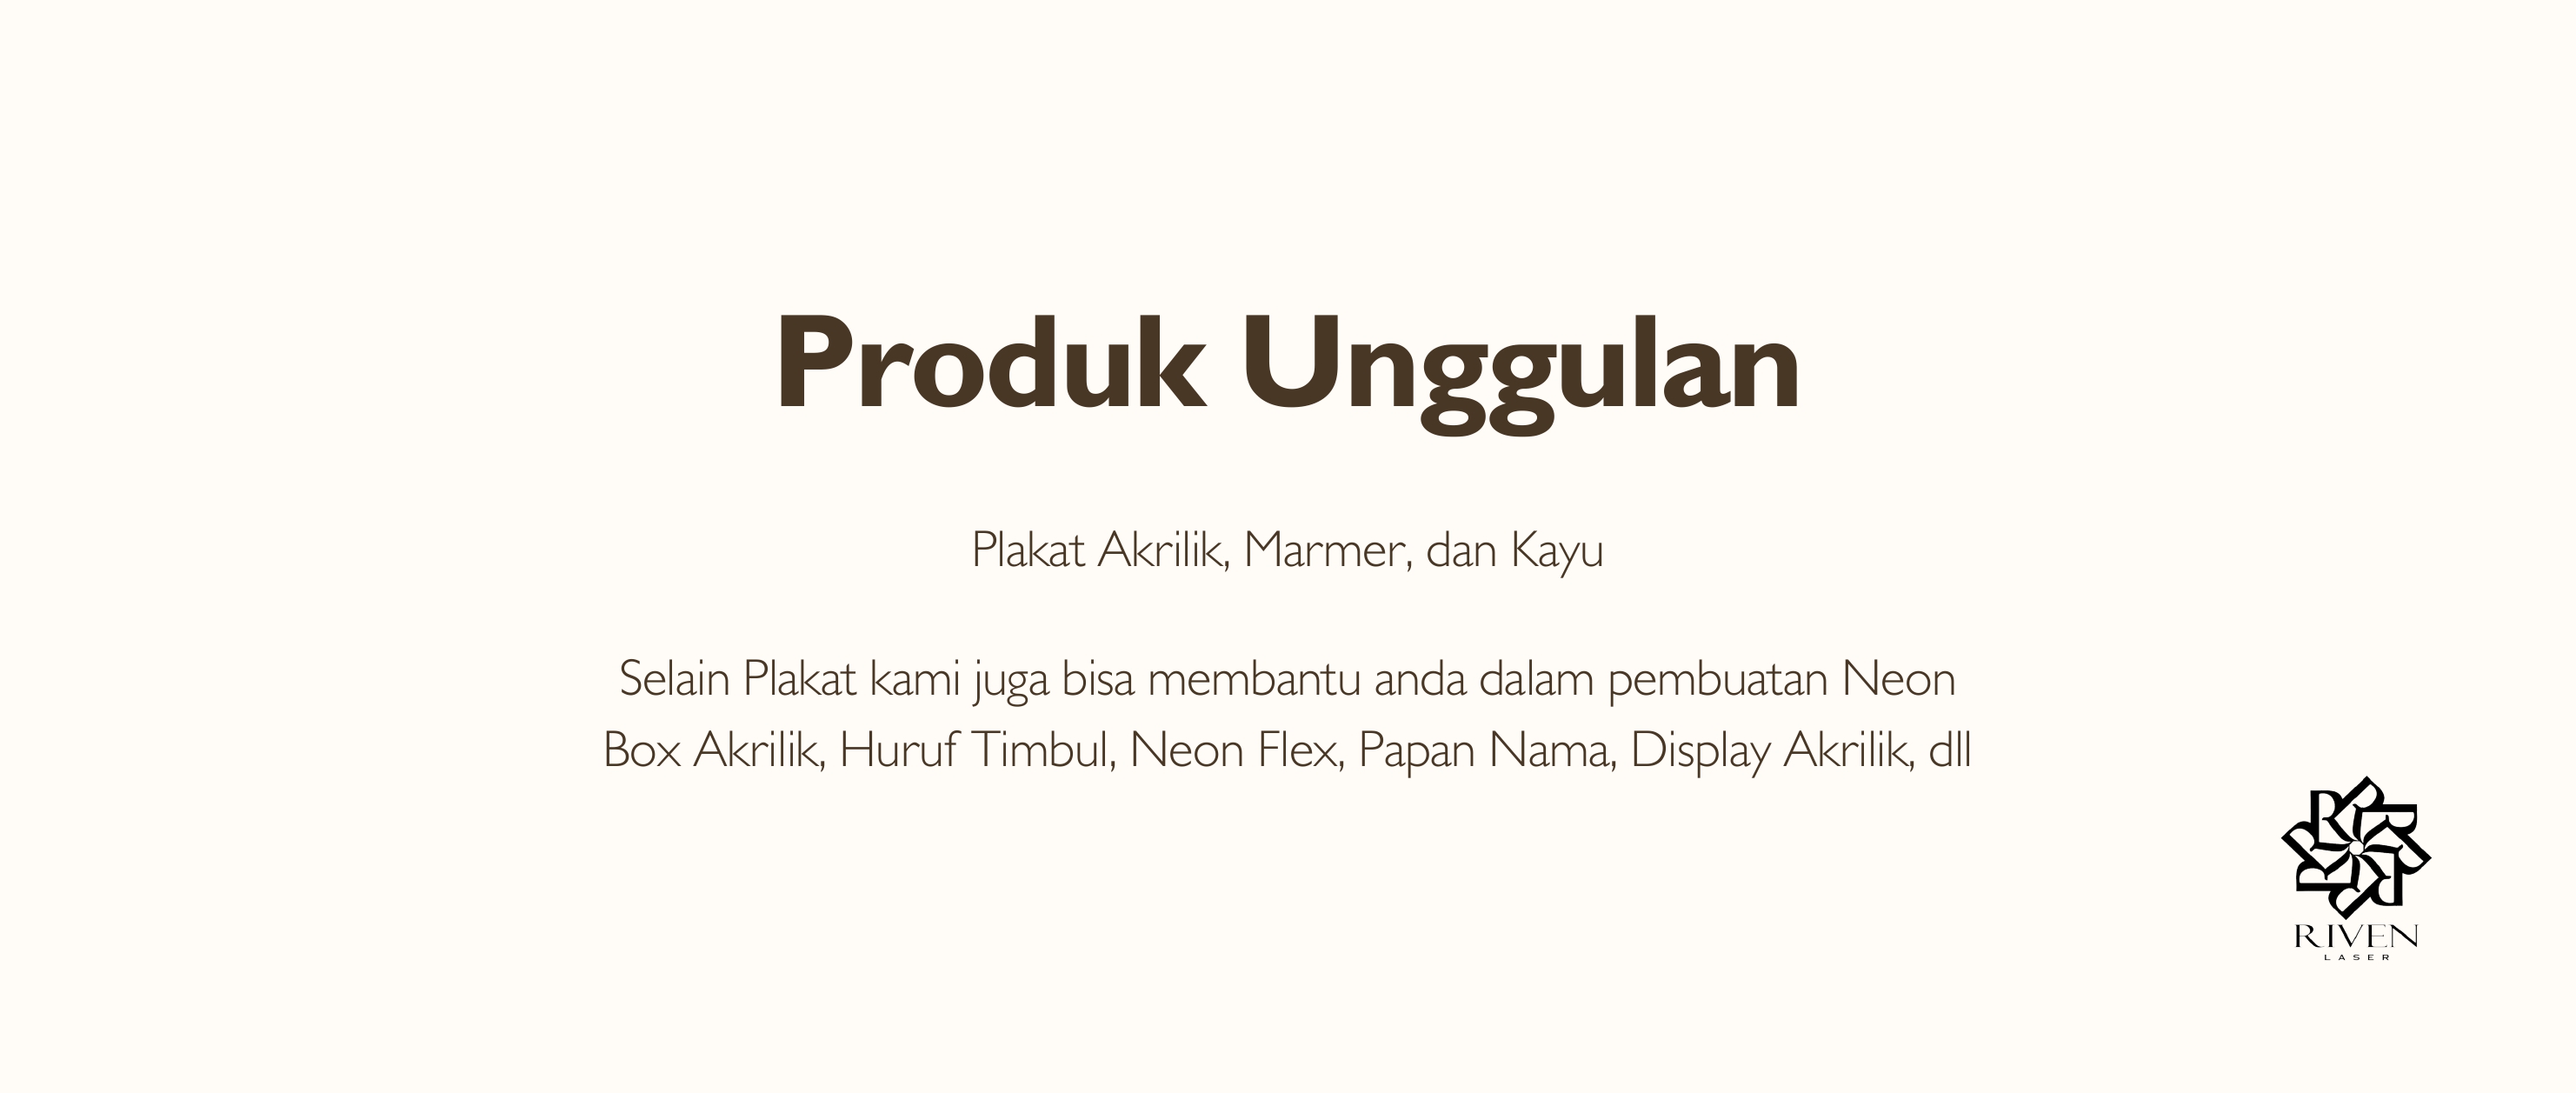 Produk Unggulan
Plakat Akrilik, Marmer, dan Kayu
Selain Plakat kami juga bisa membantu anda dalam pembuatan Neon
Box Akrilik, Huruf Timbul, Neon Flex, Papan Nama, Display Akrilik, dll
RIVEN
LASER